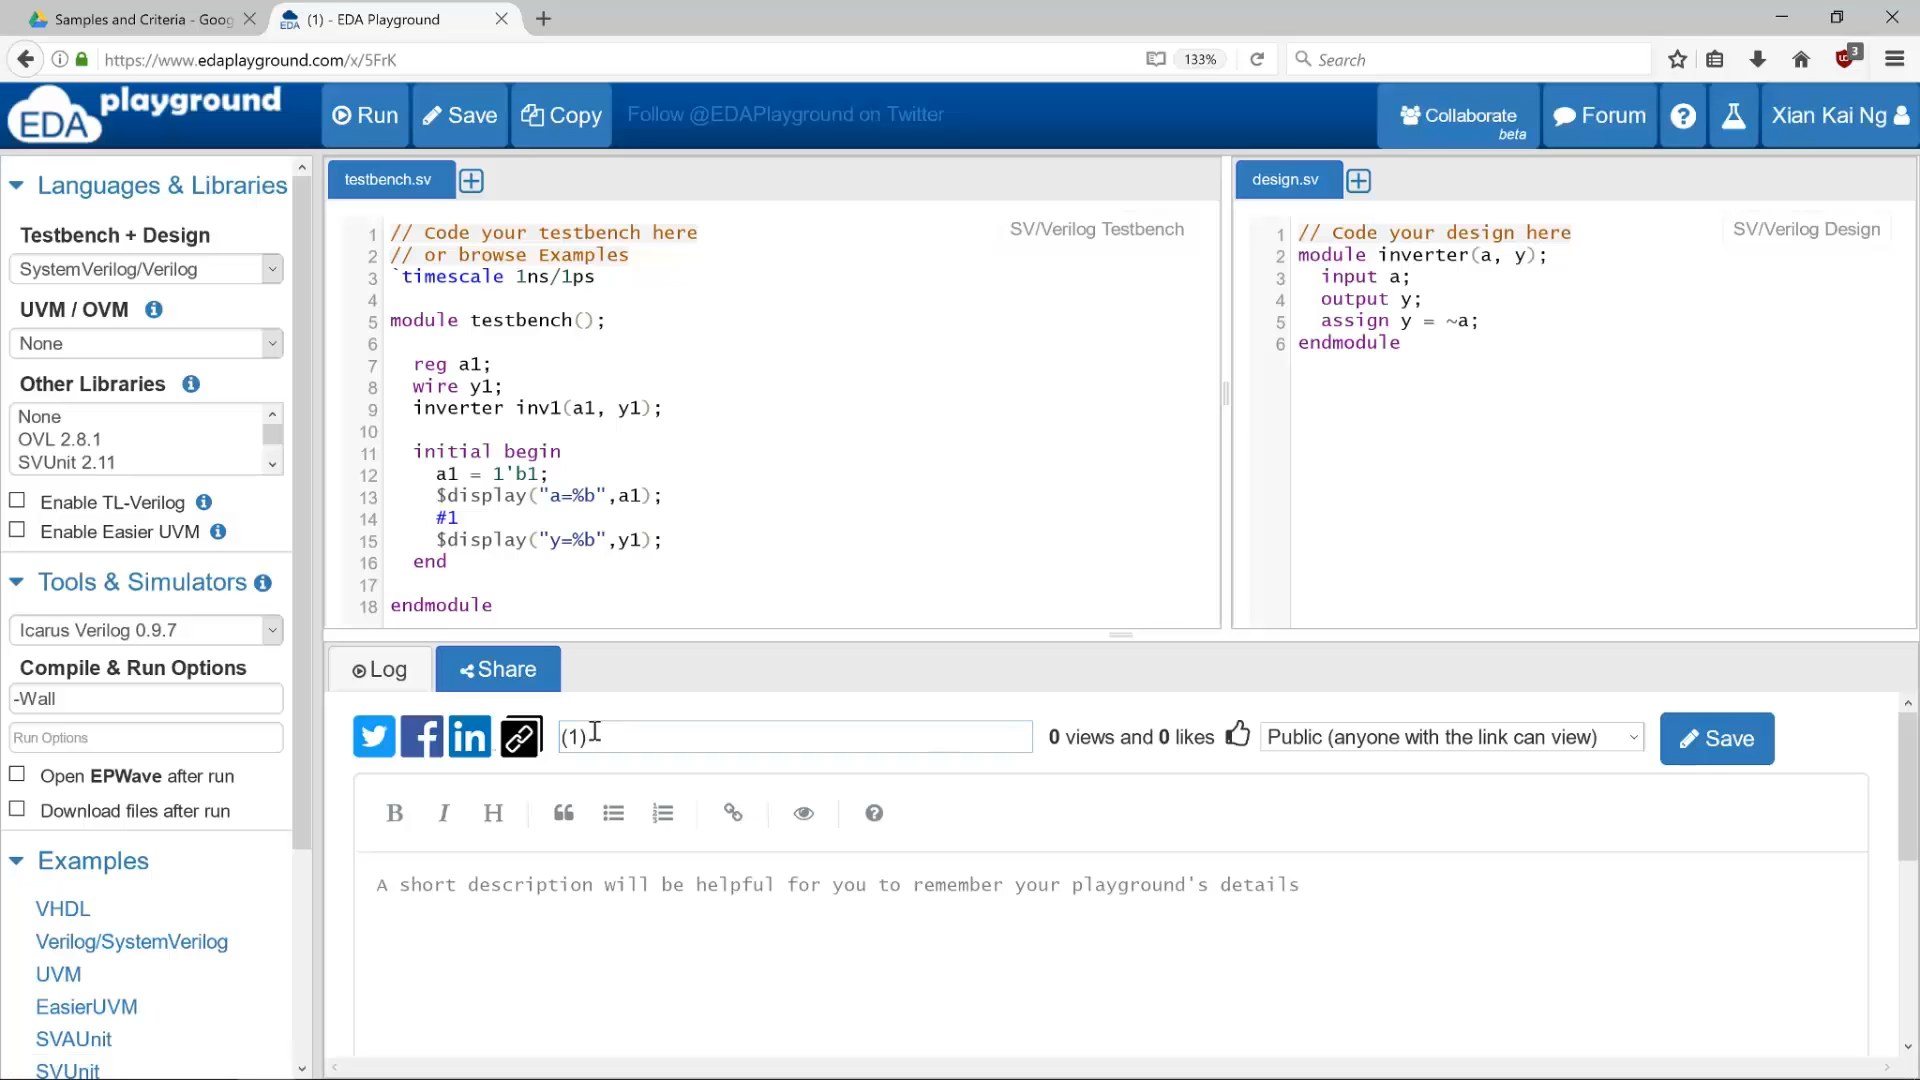 Samples and Criteria - Goog
(1) - EDA Playground
https://www.edaplayground.com/x/5FrK
133%
Search
3
EDA playground
Run
Save
Copy
Follow @EDAPlayground on Twitter
Collaborate
beta
Forum
Xian Kai Ng
Languages & Libraries
Testbench + Design
SystemVerilog/Verilog
UVM / OVM
None
Other Libraries
None
OVL 2.8.1
SVUnit 2.11
Enable TL-Verilog
Enable Easier UVM
Tools & Simulators
Icarus Verilog 0.9.7
Compile & Run Options
-Wall
Run Options
Open EPWave after run
Download files after run
Examples
VHDL
Verilog/SystemVerilog
UVM
EasierUVM
SVAUnit
SVUnit
testbench.sv
SV/Verilog Testbench
1 // Code your testbench here
2 // or browse Examples
3 `timescale 1ns/1ps
4
5 module testbench();
6
7 reg a1;
8 wire y1;
9 inverter inv1(a1, y1);
10
11 initial begin
12 a1 = 1'b1;
13 $display("a=%b",a1);
14 #1
15 $display("y=%b",y1);
16 end
17
18 endmodule
design.sv
SV/Verilog Design
1 // Code your design here
2 module inverter(a, y);
3 input a;
4 output y;
5 assign y = ~a;
6 endmodule
Log
Share
(1)
0 views and 0 likes
Public (anyone with the link can view)
Save
B I H
A short description will be helpful for you to remember your playground's details